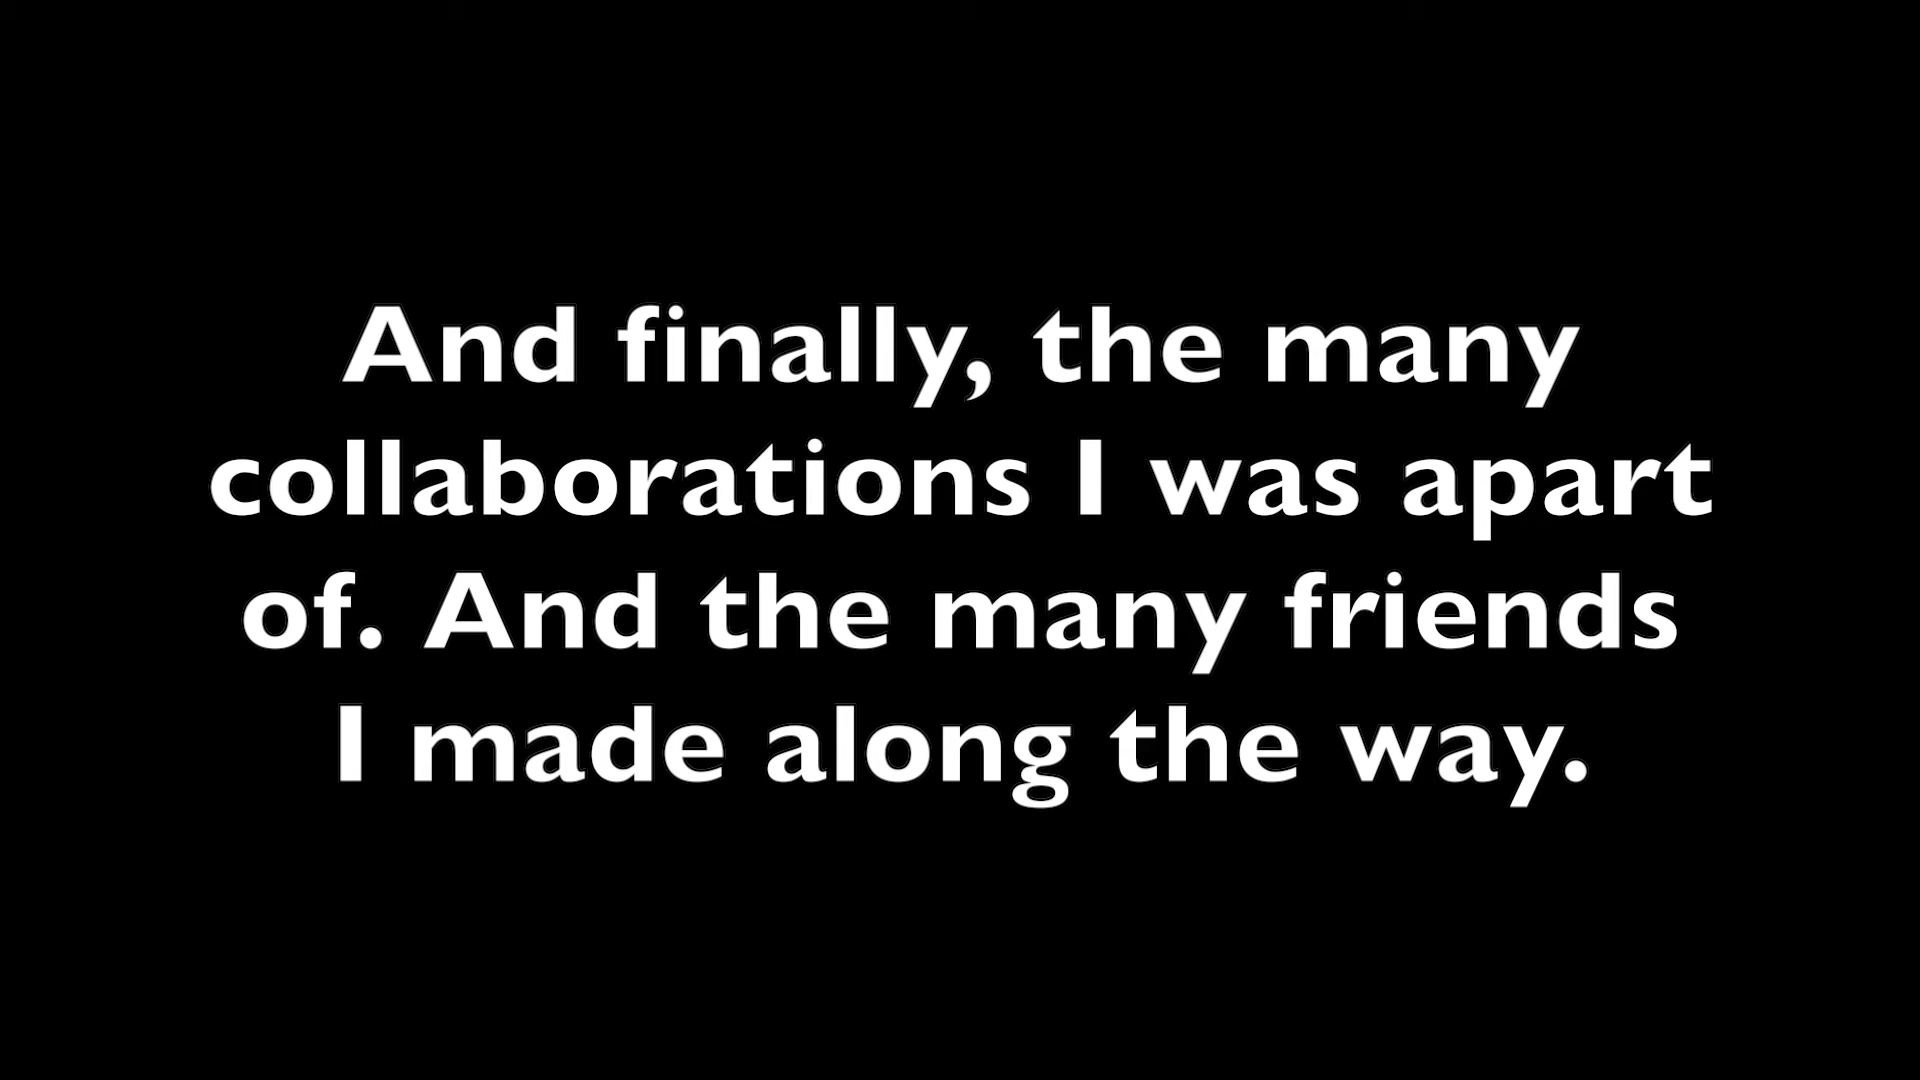 And finally, the many
collaborations I was apart
of. And the many friends
I made along the way.